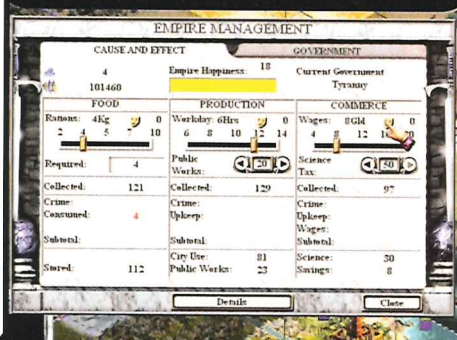 EMPIRE MANAGEMENT
CAUSE AND EFFECT
GOVERNMENT
4
101460
Empire Happiness: 18
Current Government
Tyranny
FOOD
Rations: 4Kg 0
2 4 5 7 10
Required: 4
Collected: 121
Crime:
Consumed: 4
Subtotal:
Stored: 112
PRODUCTION
Workday: 6Hrs 0
6 8 10 12 14
Public
Works: 20
Collected: 129
Crime:
Upkeep:
Subtotal:
City Use: 81
Public Works: 23
COMMERCE
Wages: 8Gld 0
4 8 12 20
Science
Tax: 50
Collected: 97
Crime:
Upkeep:
Wages:
Subtotal:
Science: 30
Savings: 8
Details
Close